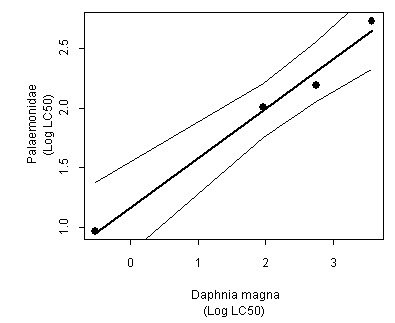 Palaemonidae
(Log LC50)
2.5
2.0
1.5
1.0
0 1 2 3
Daphnia magna
(Log LC50)